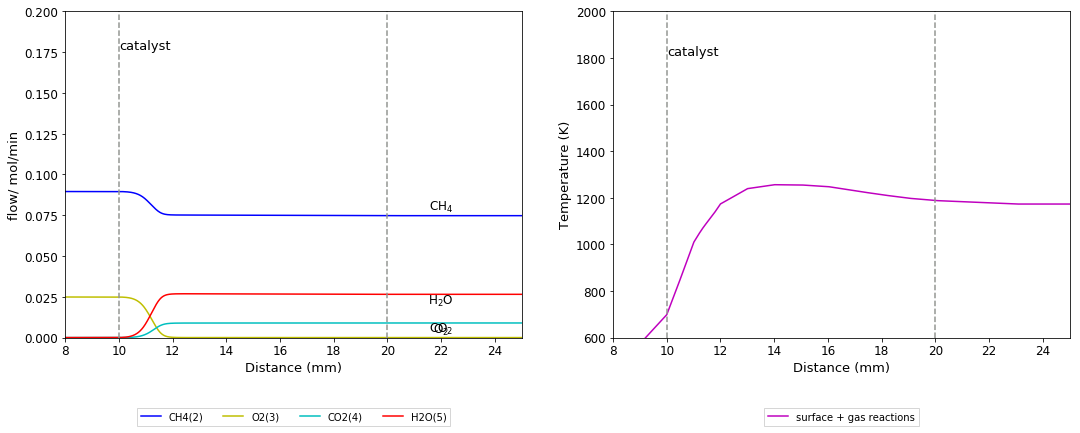 0.200
0.175
0.150
0.125
0.100
0.075
0.050
0.025
0.000
flow/ mol/min
catalyst
CH₄
H₂O
8 10 12 14 16 18 20 22 24
Distance (mm)
CH4(2) O2(3) CO2(4) H2O(5)
2000
1800
1600
1400
1200
1000
800
600
Temperature (K)
catalyst
8 10 12 14 16 18 20 22 24
Distance (mm)
surface + gas reactions